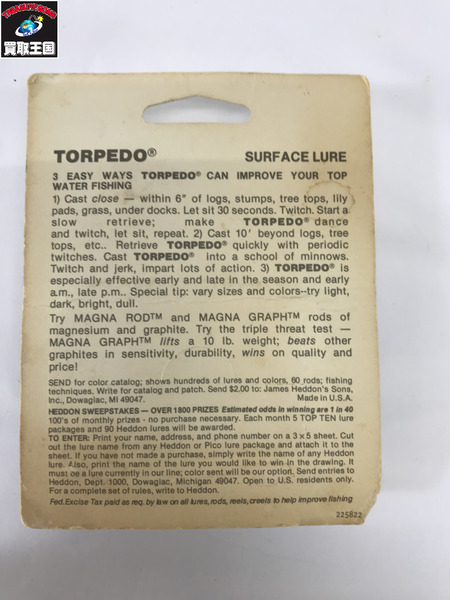 TREASURE KING
買取王国
TORPEDO® SURFACE LURE
3 EASY WAYS TORPEDO® CAN IMPROVE YOUR TOP
WATER FISHING
1) Cast close — within 6" of logs, stumps, tree tops, lily
pads, grass, under docks. Let sit 30 seconds. Twitch. Start a
slow retrieve; make TORPEDO® dance
and twitch, let sit, repeat. 2) Cast 10' beyond logs, tree
tops, etc.. Retrieve TORPEDO® quickly with periodic
twitches. Cast TORPEDO® into a school of minnows.
Twitch and jerk, impart lots of action. 3) TORPEDO® is
especially effective early and late in the season and early
a.m., late p.m.. Special tip: vary sizes and colors--try light,
dark, bright, dull.
Try MAGNA ROD™ and MAGNA GRAPH™ rods of
magnesium and graphite. Try the triple threat test —
MAGNA GRAPH™ lifts a 10 lb. weight; beats other
graphites in sensitivity, durability, wins on quality and
price!
SEND for color catalog; shows hundreds of lures and colors, 60 rods; fishing
techniques. Write for catalog and patch. Send $2.00 to: James Heddon's Sons,
Inc., Dowagiac, MI 49047. Made in U.S.A.
HEDDON SWEEPSTAKES — OVER 1800 PRIZES Estimated odds in winning are 1 in 40
100's of monthly prizes - no purchase necessary. Each month 5 TOP TEN lure
packages and 90 Heddon lures will be awarded.
TO ENTER: Print your name, address, and phone number on a 3 x 5 sheet. Cut
out the lure name from any Heddon or Pico lure package and attach it to the
sheet. If you have not made a purchase, simply write the name of any Heddon
lure. Also, print the name of the lure you would like to win in the drawing. It
must be a lure currently in our line; color sent will be our option. Send entries to
Heddon, Dept. 1000, Dowagiac, Michigan 49047. Open to U.S. residents only.
For a complete set of rules, write to Heddon.
Fed. Excise Tax paid as req. by law on all lures, rods, reels, creels to help improve fishing
225822